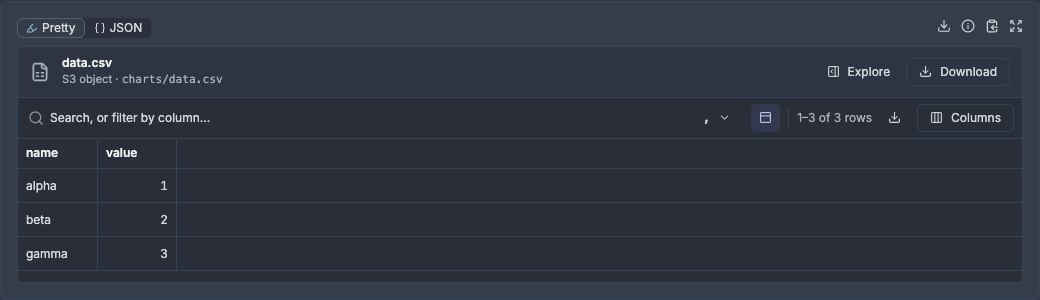 Pretty {} JSON
data.csv
S3 object · charts/data.csv
Explore Download
Search, or filter by column... , 1–3 of 3 rows Columns
name value
alpha 1
beta 2
gamma 3